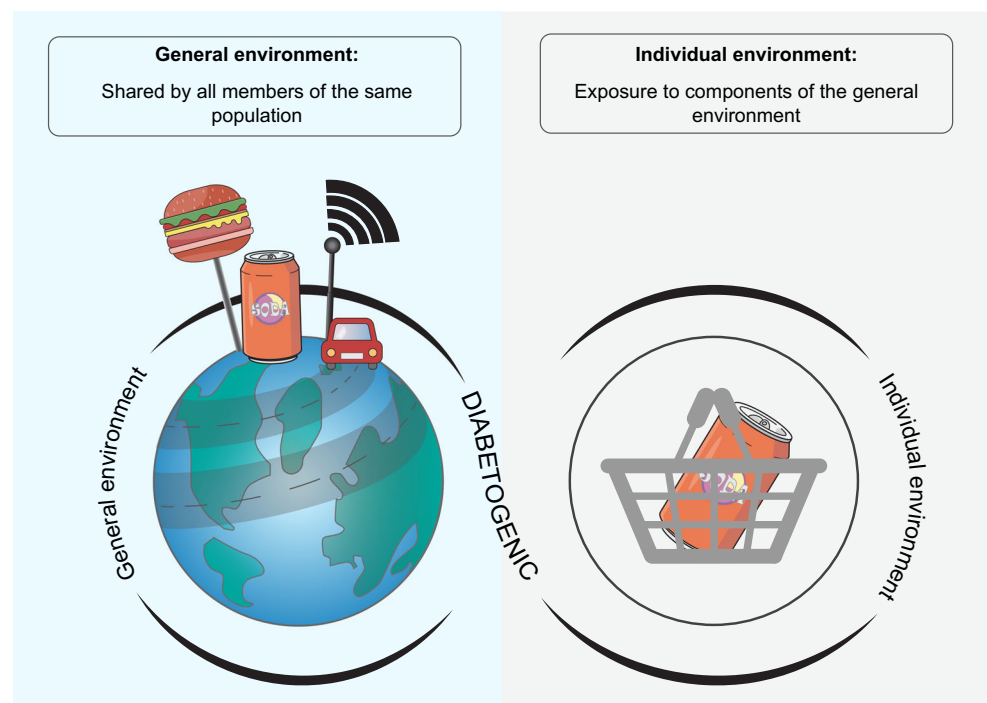 General environment:
Shared by all members of the same
population
Individual environment:
Exposure to components of the general
environment
SODA
General environment
DIABETOGENIC
SODA
Individual environment